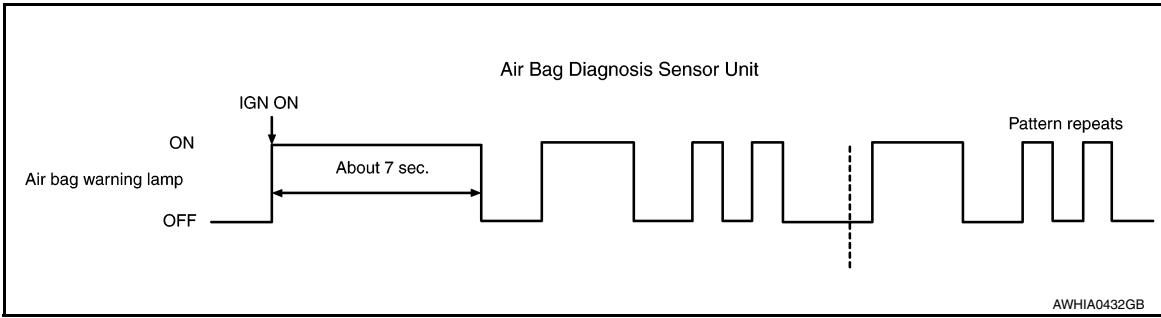 Air Bag Diagnosis Sensor Unit
IGN ON
ON
Pattern repeats
About 7 sec.
Air bag warning lamp
OFF
AWHIA0432GB